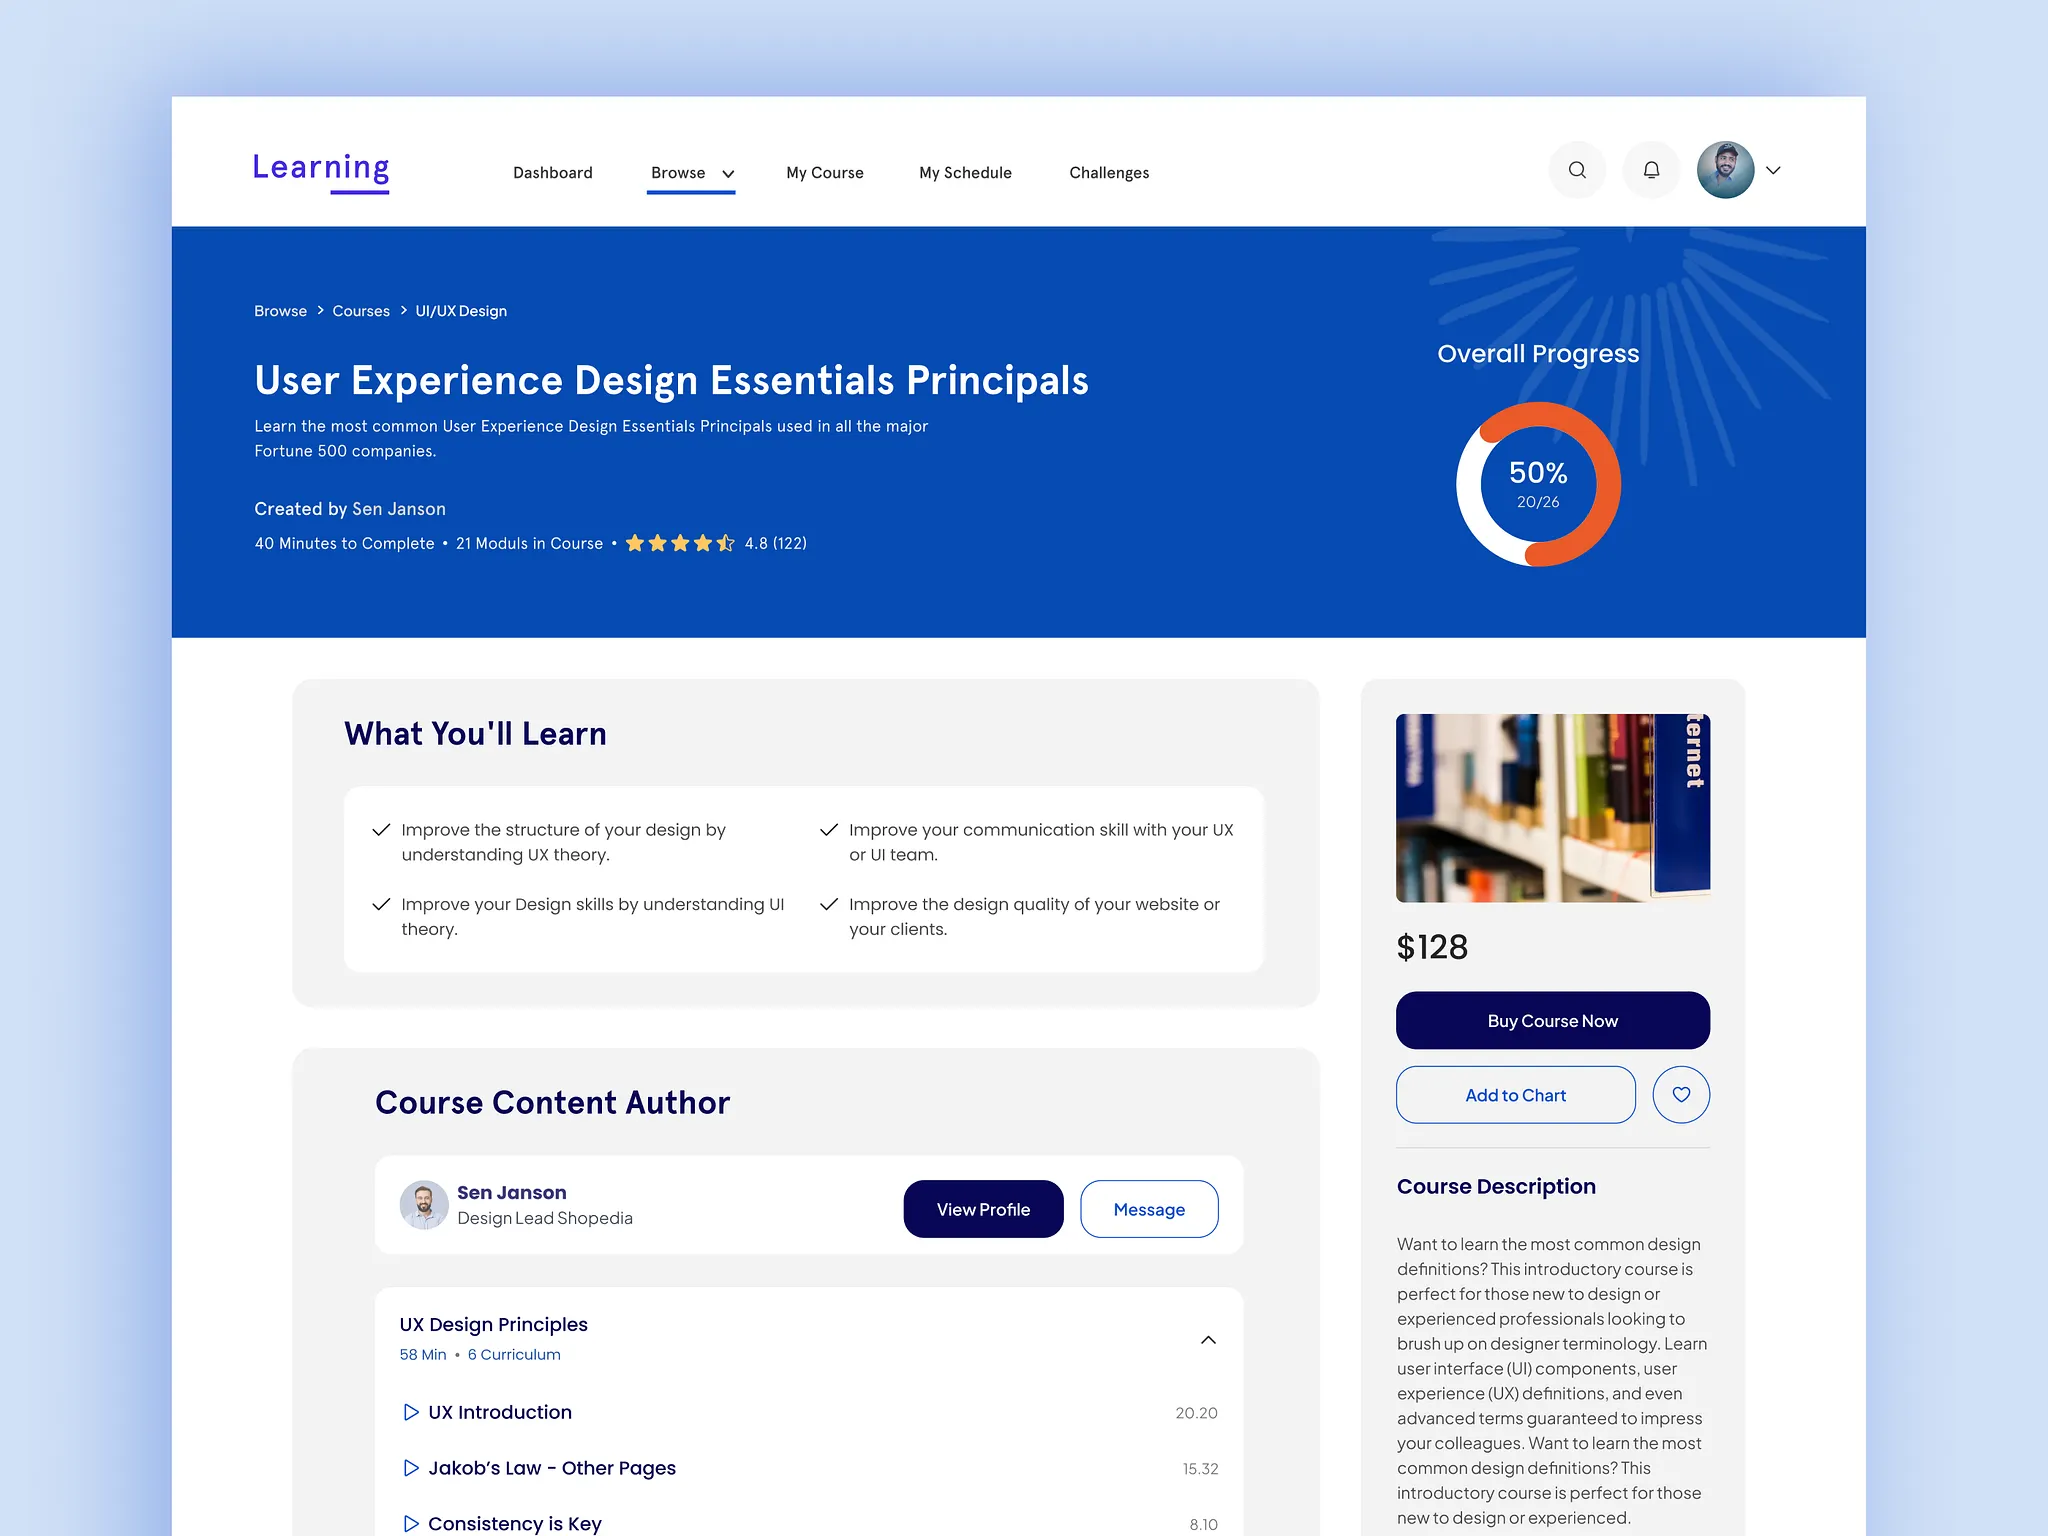 Learning
Dashboard
Browse
My Course
My Schedule
Challenges
Browse > Courses > UI/UX Design
User Experience Design Essentials Principals
Learn the most common User Experience Design Essentials Principals used in all the major
Fortune 500 companies.
Created by Sen Janson
40 Minutes to Complete • 21 Moduls in Course • 4.8 (122)
Overall Progress
50%
20/26
What You'll Learn
Improve the structure of your design by
understanding UX theory.
Improve your communication skill with your UX
or UI team.
Improve your Design skills by understanding UI
theory.
Improve the design quality of your website or
your clients.
Course Content Author
Sen Janson
Design Lead Shopedia
View Profile
Message
UX Design Principles
58 Min • 6 Curriculum
UX Introduction
20.20
Jakob’s Law - Other Pages
15.32
Consistency is Key
8.10
ternet
$128
Buy Course Now
Add to Chart
Course Description
Want to learn the most common design
definitions? This introductory course is
perfect for those new to design or
experienced professionals looking to
brush up on designer terminology. Learn
user interface (UI) components, user
experience (UX) definitions, and even
advanced terms guaranteed to impress
your colleagues. Want to learn the most
common design definitions? This
introductory course is perfect for those
new to design or experienced.